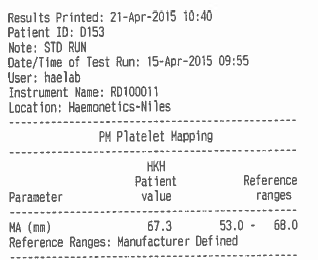 Results Printed: 21-Apr-2015 10:40
Patient ID: D153
Note: STD RUN
Date/Time of Test Run: 15-Apr-2015 09:55
User: haelab
Instrument Name: RD100011
Location: Haemonetics-Niles
PM Platelet Mapping
HKH
Patient Reference
Parameter value ranges
MA (mm) 67.3 53.0 - 68.0
Reference Ranges: Manufacturer Defined